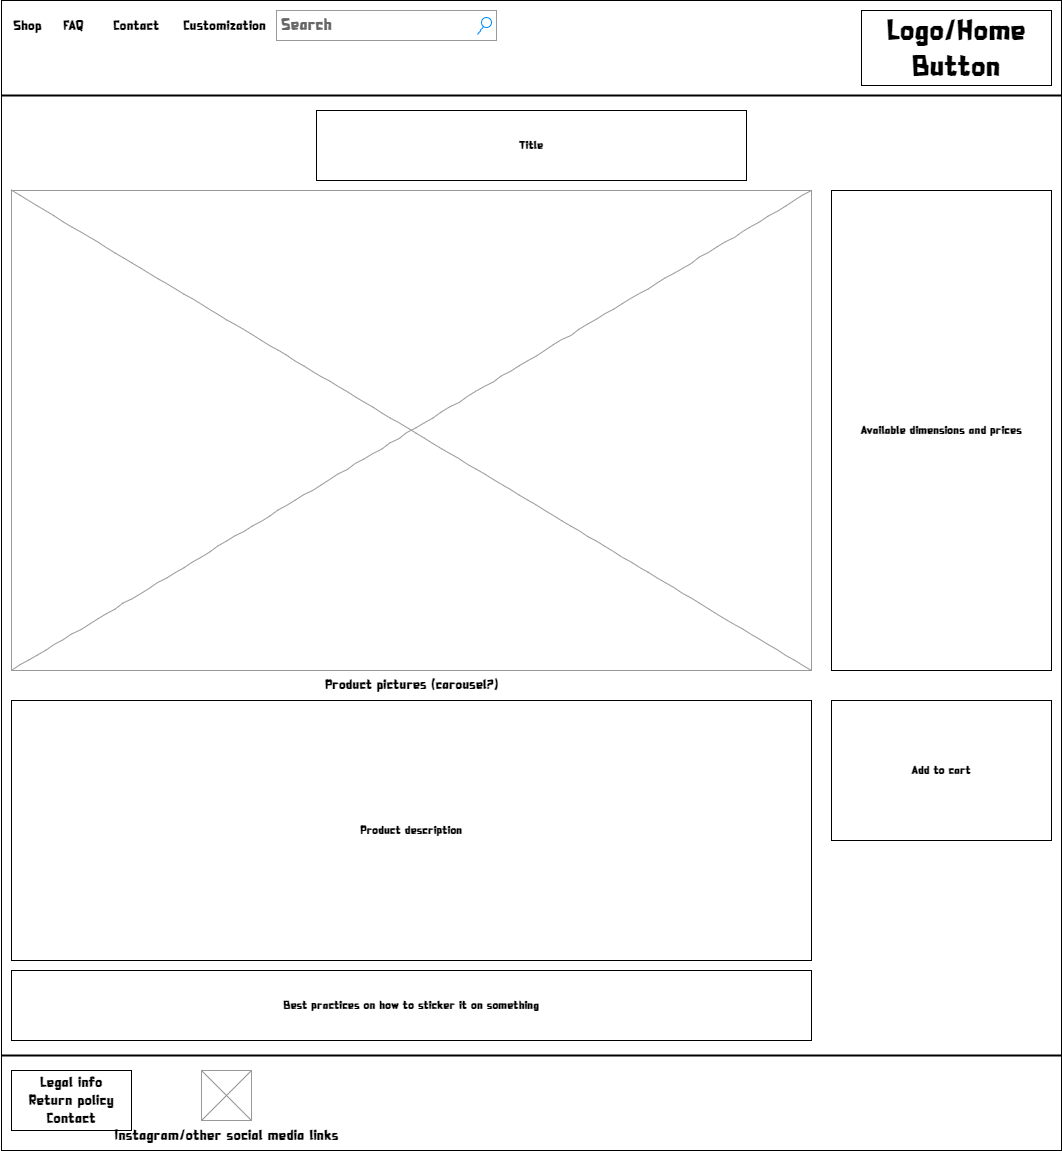 Shop FAQ Contact Customization Search
Logo/Home
Button
Title
Available dimensions and prices
Product pictures (carousel?)
Product description
Add to cart
Best practices on how to sticker it on something
Legal info
Return policy
Contact
Instagram/other social media links